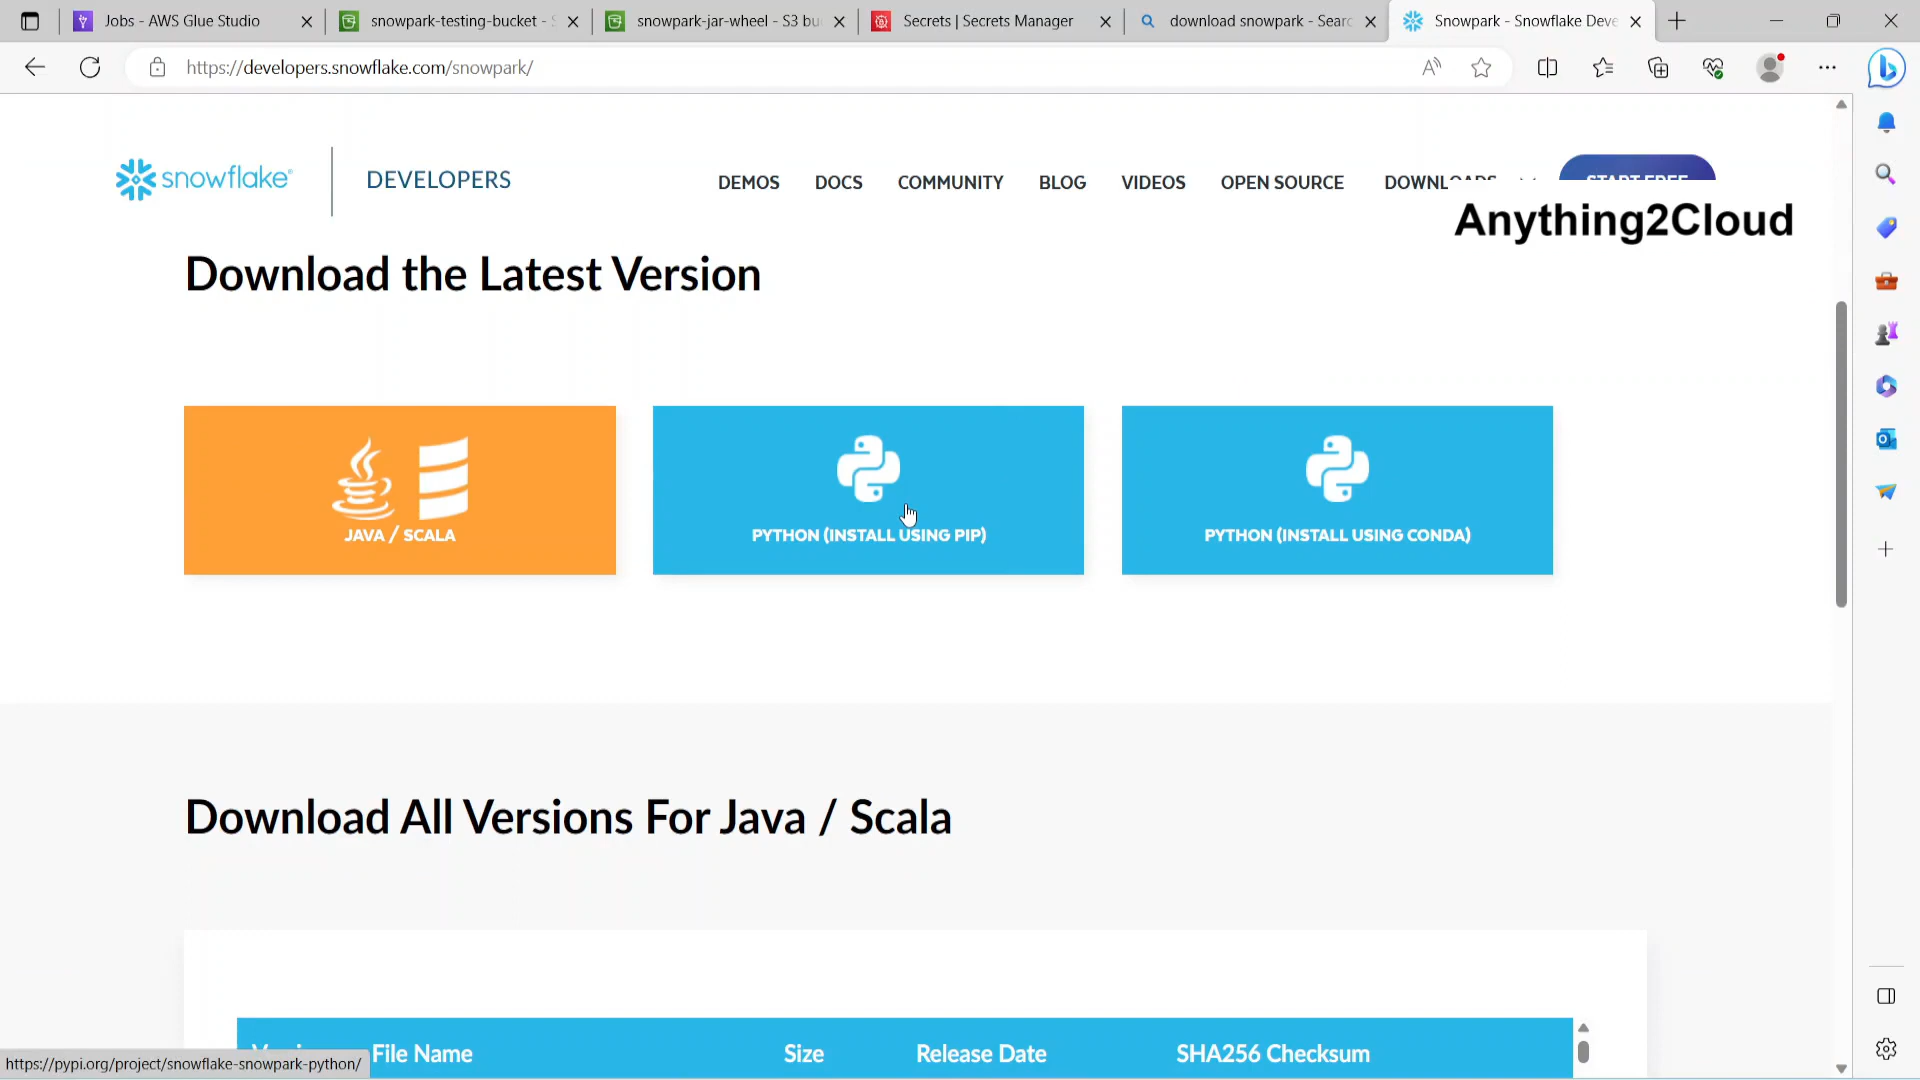 Jobs - AWS Glue Studio
snowpark-testing-bucket - S
snowpark-jar-wheel - S3 bu
Secrets | Secrets Manager
download snowpark - Searc
Snowpark - Snowflake Deve
https://developers.snowflake.com/snowpark/
snowflake
DEVELOPERS
DEMOS
DOCS
COMMUNITY
BLOG
VIDEOS
OPEN SOURCE
DOWNLOADS
START FREE
Anything2Cloud
Download the Latest Version
JAVA / SCALA
PYTHON (INSTALL USING PIP)
PYTHON (INSTALL USING CONDA)
Download All Versions For Java / Scala
File Name
Size
Release Date
SHA256 Checksum
https://pypi.org/project/snowflake-snowpark-python/